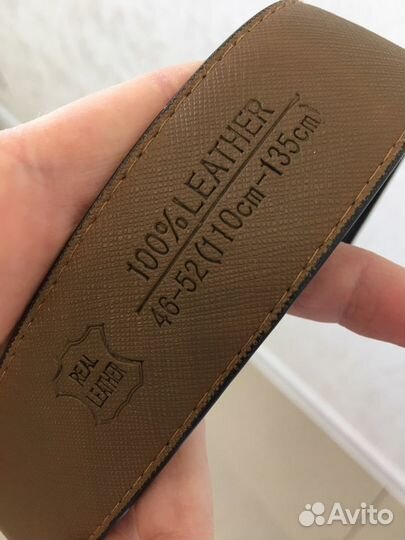 100% LEATHER
46-52(110cm-135cm)
REAL
LEATHER
Avito